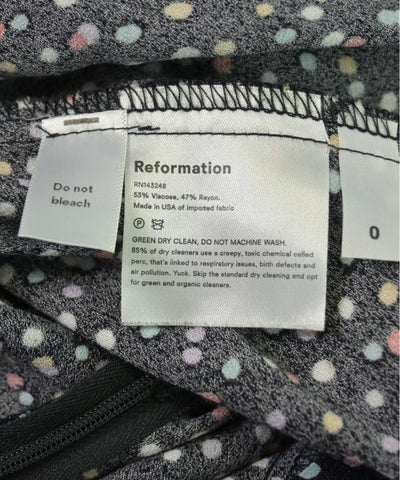 Do not
bleach
Reformation
RN143248
53% Viscose, 47% Rayon.
Made in USA of imported fabric
GREEN DRY CLEAN, DO NOT MACHINE WASH.
85% of dry cleaners use a creepy, toxic chemical called
perc, that's linked to respiratory issues, birth defects and
air pollution. Yuck. Skip the standard dry cleaning and opt
for green and organic cleaners.
0